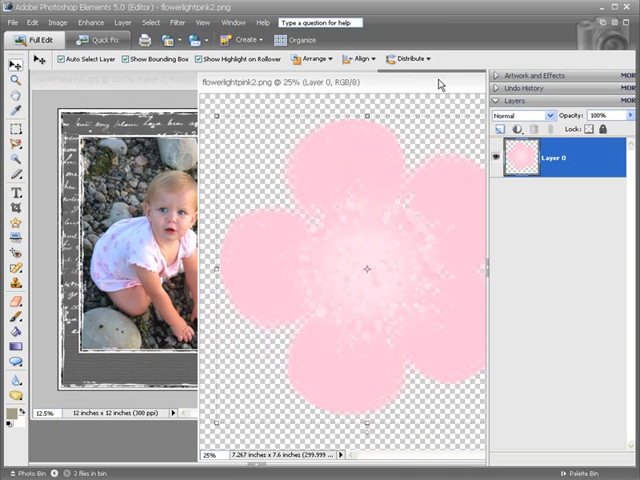 Adobe Photoshop Elements 5.0 (Editor) - flowerlightpink2.png
File Edit Image Enhance Layer Select Filter View Window Help Type a question for help
Full Edit Quick Fix Create Organize
Auto Select Layer Show Bounding Box Show Highlight on Rollover Arrange Align Distribute
flowerlightpink2.png @ 25% (Layer 0, RGB/8)
Artwork and Effects MOR
Undo History MOR
Layers MOR
Normal Opacity: 100%
Lock:
Layer 0
T
12.5% 12 inches x 12 inches (300 ppi)
25% 7.267 inches x 7.6 inches (299.999 ...
Photo Bin 2 files in bin Palette Bin